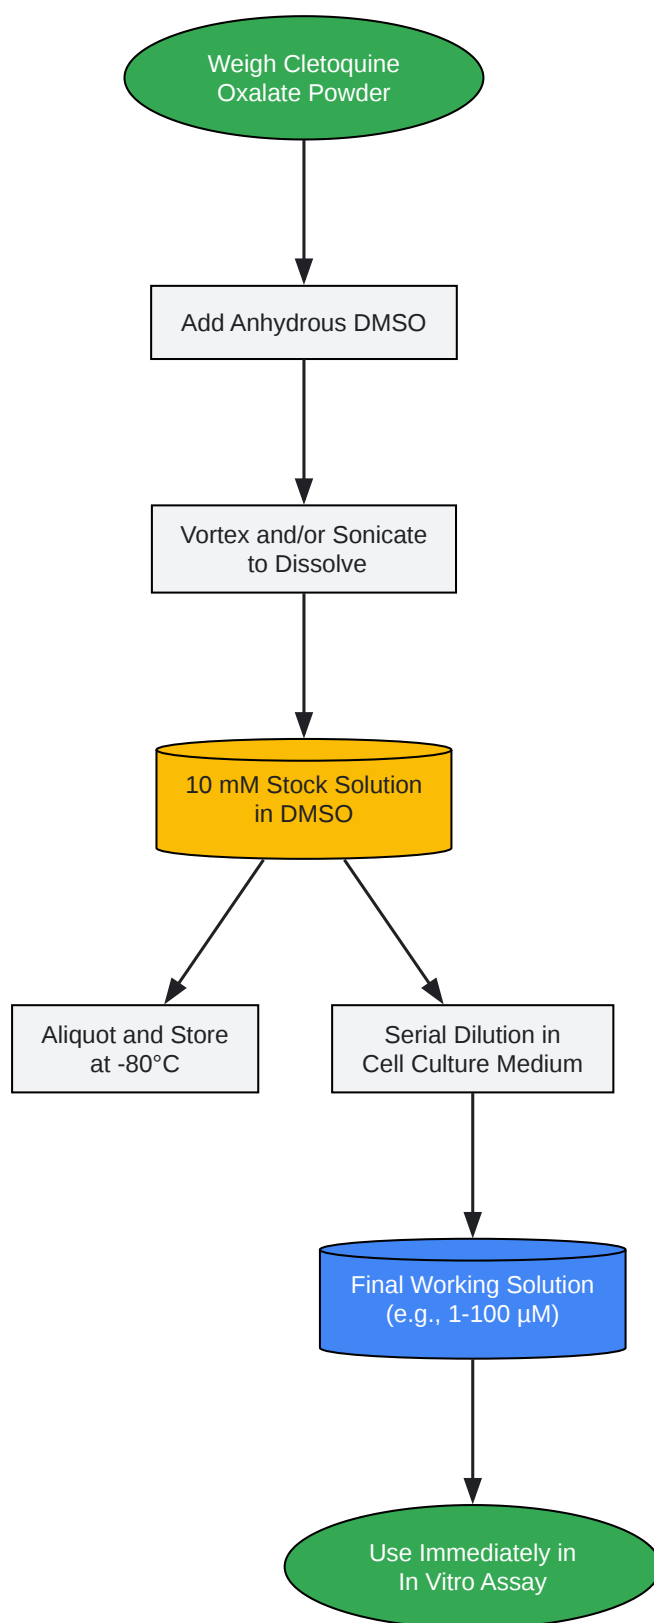 Weigh Cletoquine
Oxalate Powder
Add Anhydrous DMSO
Vortex and/or Sonicate
to Dissolve
10 mM Stock Solution
in DMSO
Aliquot and Store
at -80°C
Serial Dilution in
Cell Culture Medium
Final Working Solution
(e.g., 1-100 µM)
Use Immediately in
In Vitro Assay